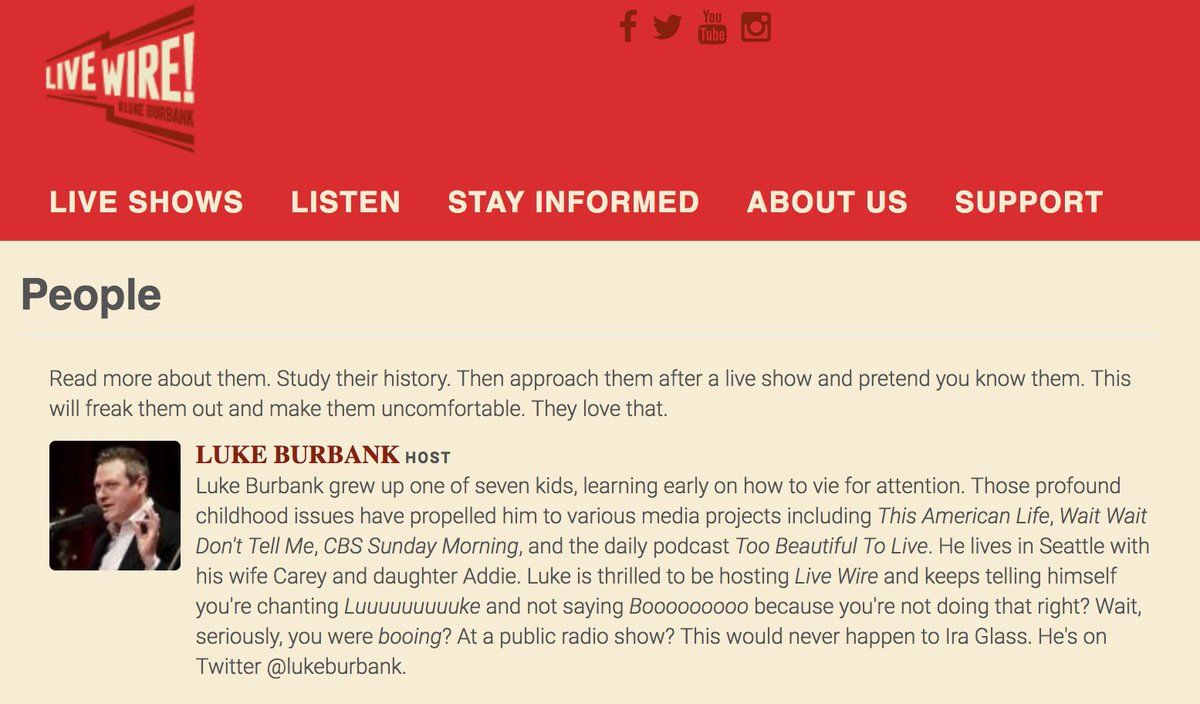 LIVE WIRE!
LUKE BURBANK
You
Tube
LIVE SHOWS LISTEN STAY INFORMED ABOUT US SUPPORT
People
Read more about them. Study their history. Then approach them after a live show and pretend you know them. This
will freak them out and make them uncomfortable. They love that.
LUKE BURBANK HOST
Luke Burbank grew up one of seven kids, learning early on how to vie for attention. Those profound
childhood issues have propelled him to various media projects including This American Life, Wait Wait
Don't Tell Me, CBS Sunday Morning, and the daily podcast Too Beautiful To Live. He lives in Seattle with
his wife Carey and daughter Addie. Luke is thrilled to be hosting Live Wire and keeps telling himself
you're chanting Luuuuuuuuuke and not saying Booooooooo because you're not doing that right? Wait,
seriously, you were booing? At a public radio show? This would never happen to Ira Glass. He's on
Twitter @lukeburbank.